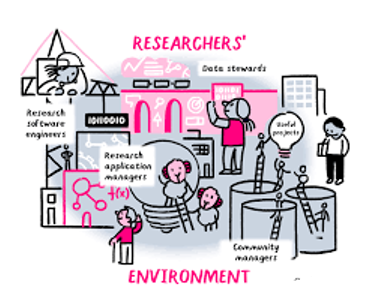 RESEARCHERS'
Data stewards
Research
software
engineers
Useful
projects
Research
application
managers
f(x)
Community
managers
ENVIRONMENT